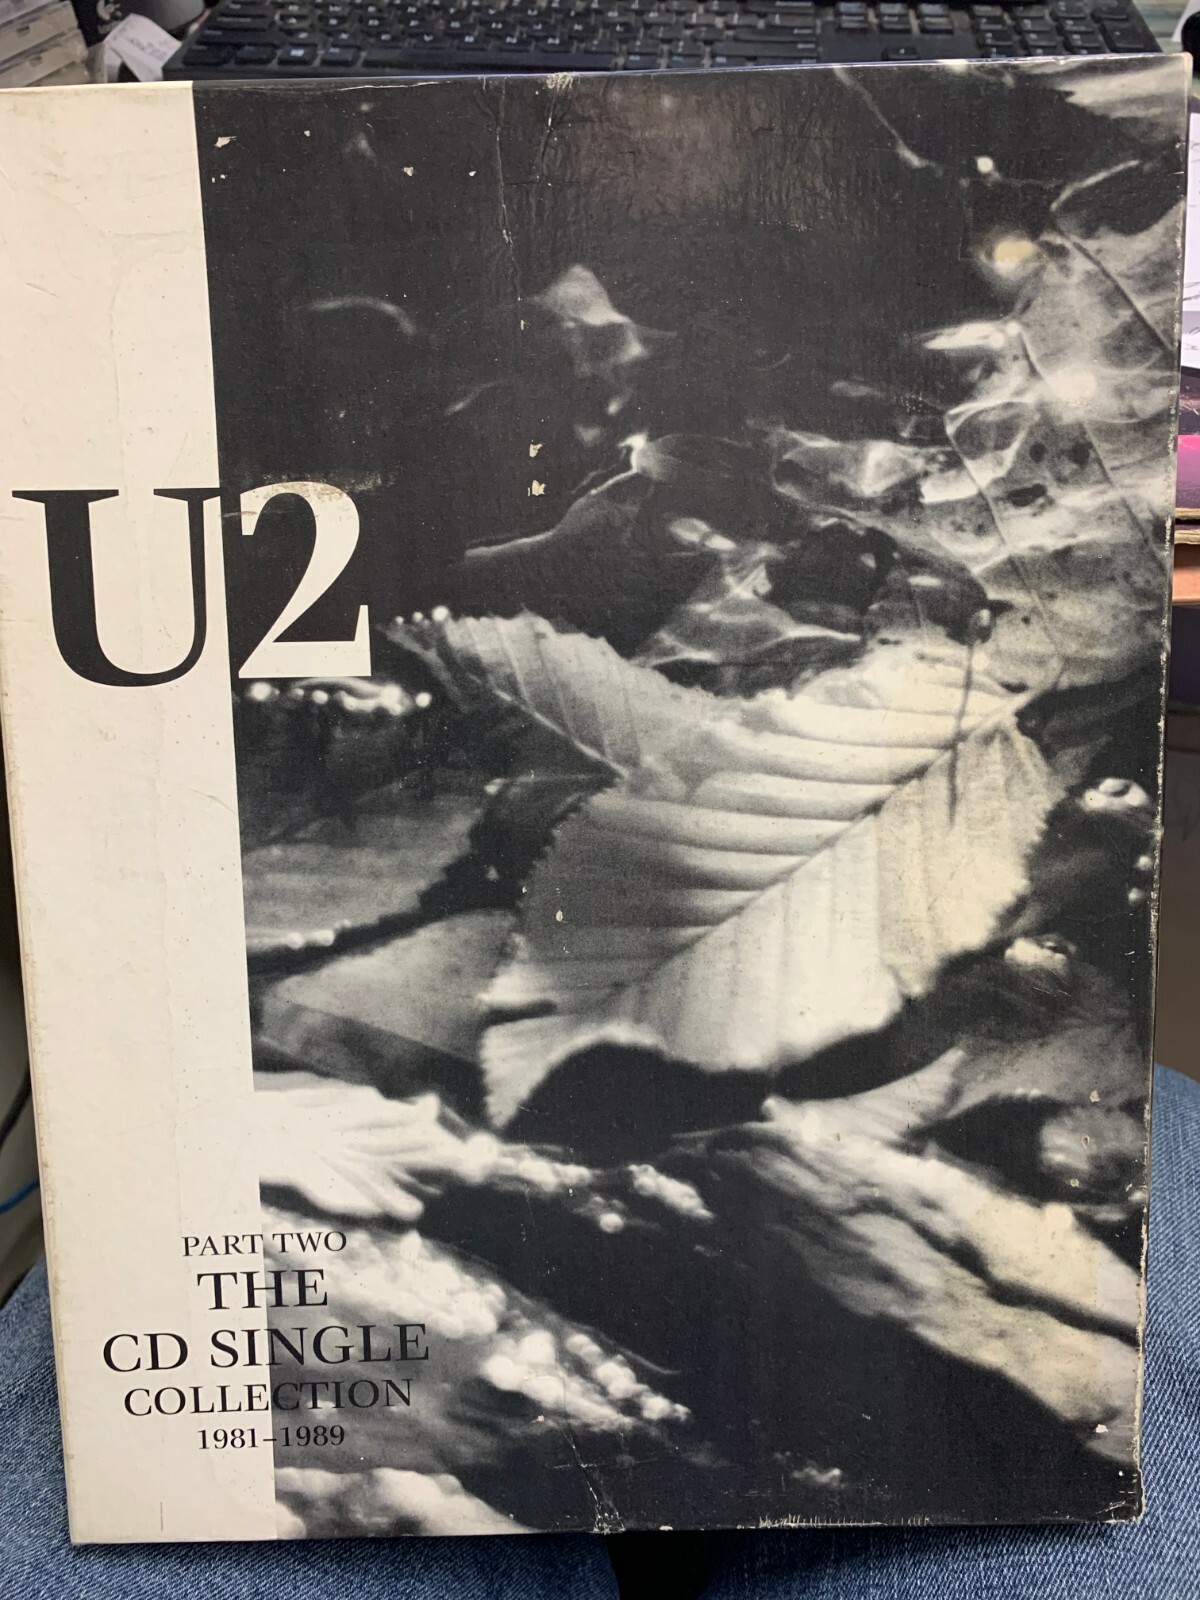 U2
PART TWO
THE
CD SINGLE
COLLECTION
1981–1989